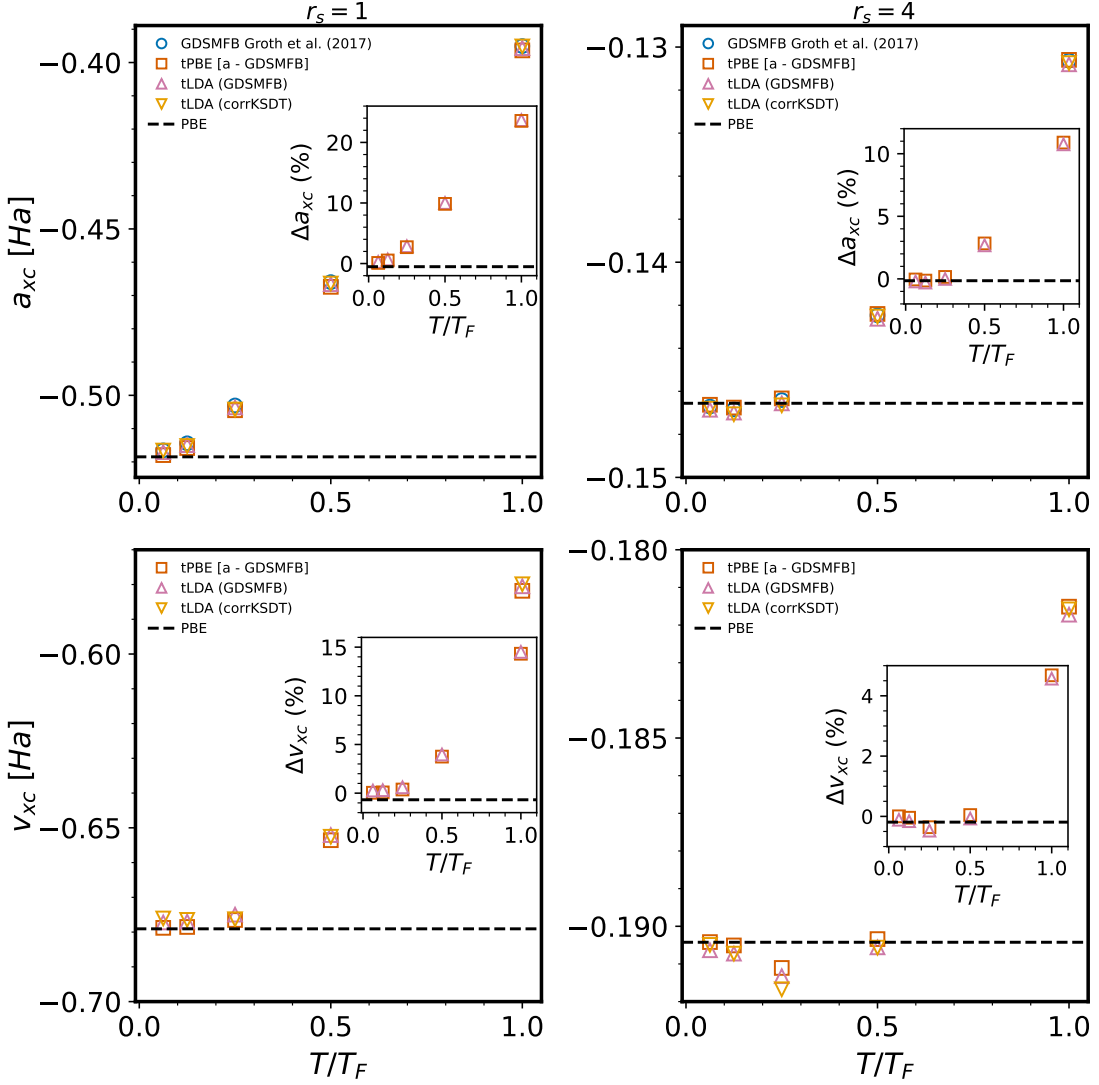 r_s = 1
r_s = 4
−0.40
−0.45
−0.50
a_xc [Ha]
GDSMFB Groth et al. (2017)
tPBE [a - GDSMFB]
tLDA (GDSMFB)
tLDA (corrKSDT)
PBE
20
10
0
Δa_xc (%)
0.0 0.5 1.0
T/T_F
0.0 0.5 1.0
−0.13
−0.14
−0.15
GDSMFB Groth et al. (2017)
tPBE [a - GDSMFB]
tLDA (GDSMFB)
tLDA (corrKSDT)
PBE
10
5
0
Δa_xc (%)
0.0 0.5 1.0
T/T_F
0.0 0.5 1.0
−0.60
−0.65
−0.70
v_xc [Ha]
tPBE [a - GDSMFB]
tLDA (GDSMFB)
tLDA (corrKSDT)
PBE
15
10
5
0
Δv_xc (%)
0.0 0.5 1.0
T/T_F
0.0 0.5 1.0
T/T_F
−0.180
−0.185
−0.190
tPBE [a - GDSMFB]
tLDA (GDSMFB)
tLDA (corrKSDT)
PBE
4
2
0
Δv_xc (%)
0.0 0.5 1.0
T/T_F
0.0 0.5 1.0
T/T_F